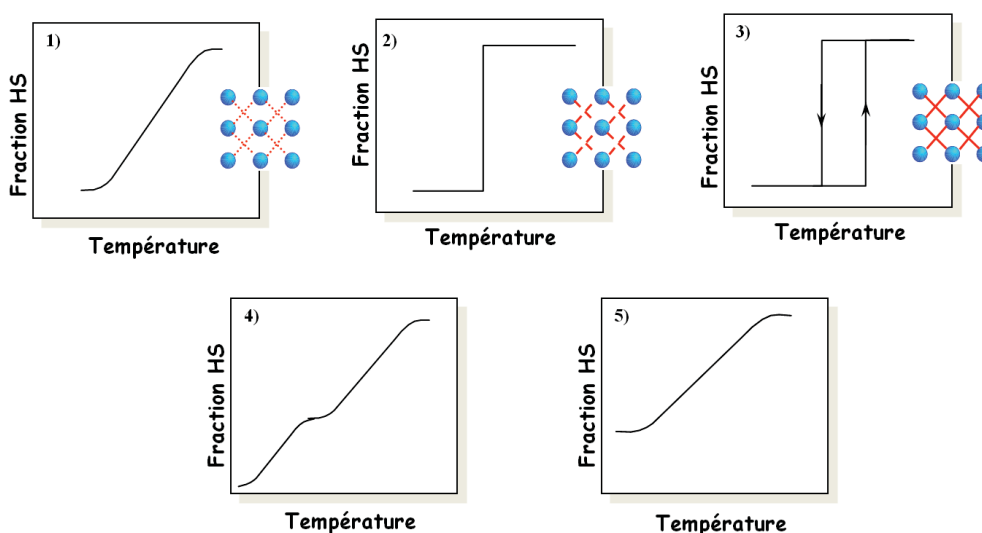 1)
Fraction HS
Température
2)
Fraction HS
Température
3)
Fraction HS
Température
4)
Fraction HS
Température
5)
Fraction HS
Température